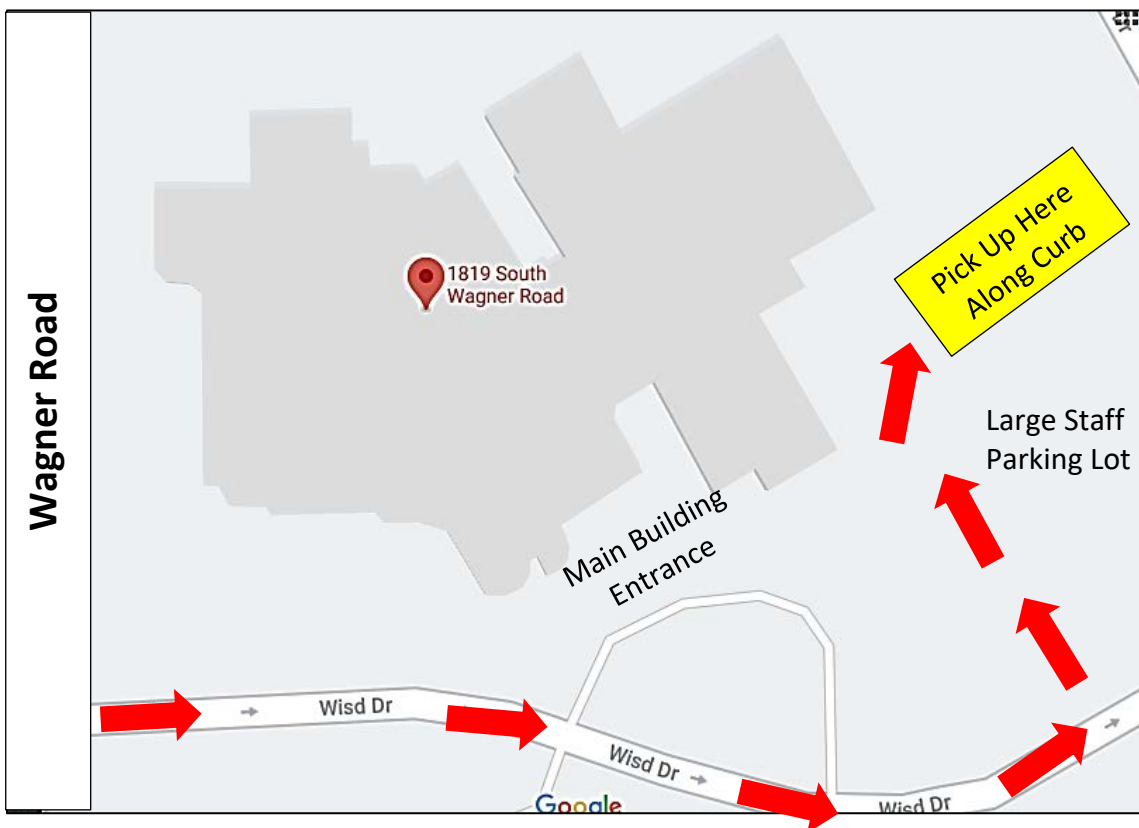 Wagner Road
1819 South
Wagner Road
Pick Up Here
Along Curb
Large Staff
Parking Lot
Main Building
Entrance
Wisd Dr
Wisd Dr
Wisd Dr
Google